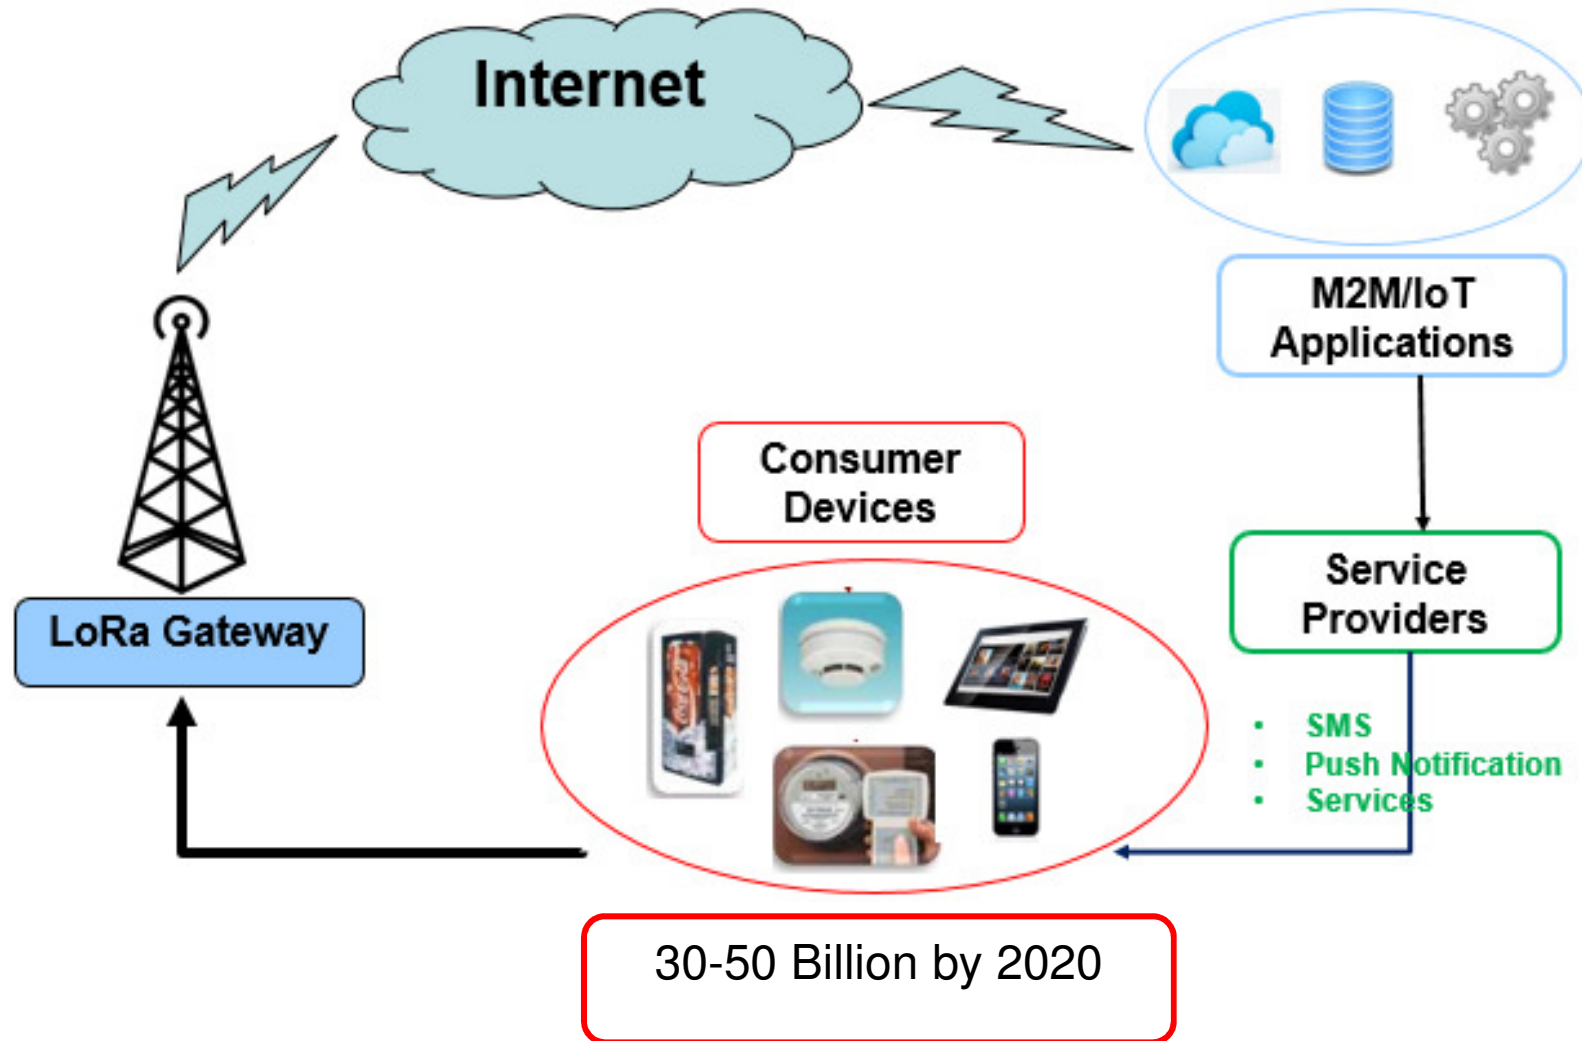 Internet
M2M/IoT
Applications
Consumer
Devices
Service
Providers
LoRa Gateway
• SMS
• Push Notification
• Services
30-50 Billion by 2020